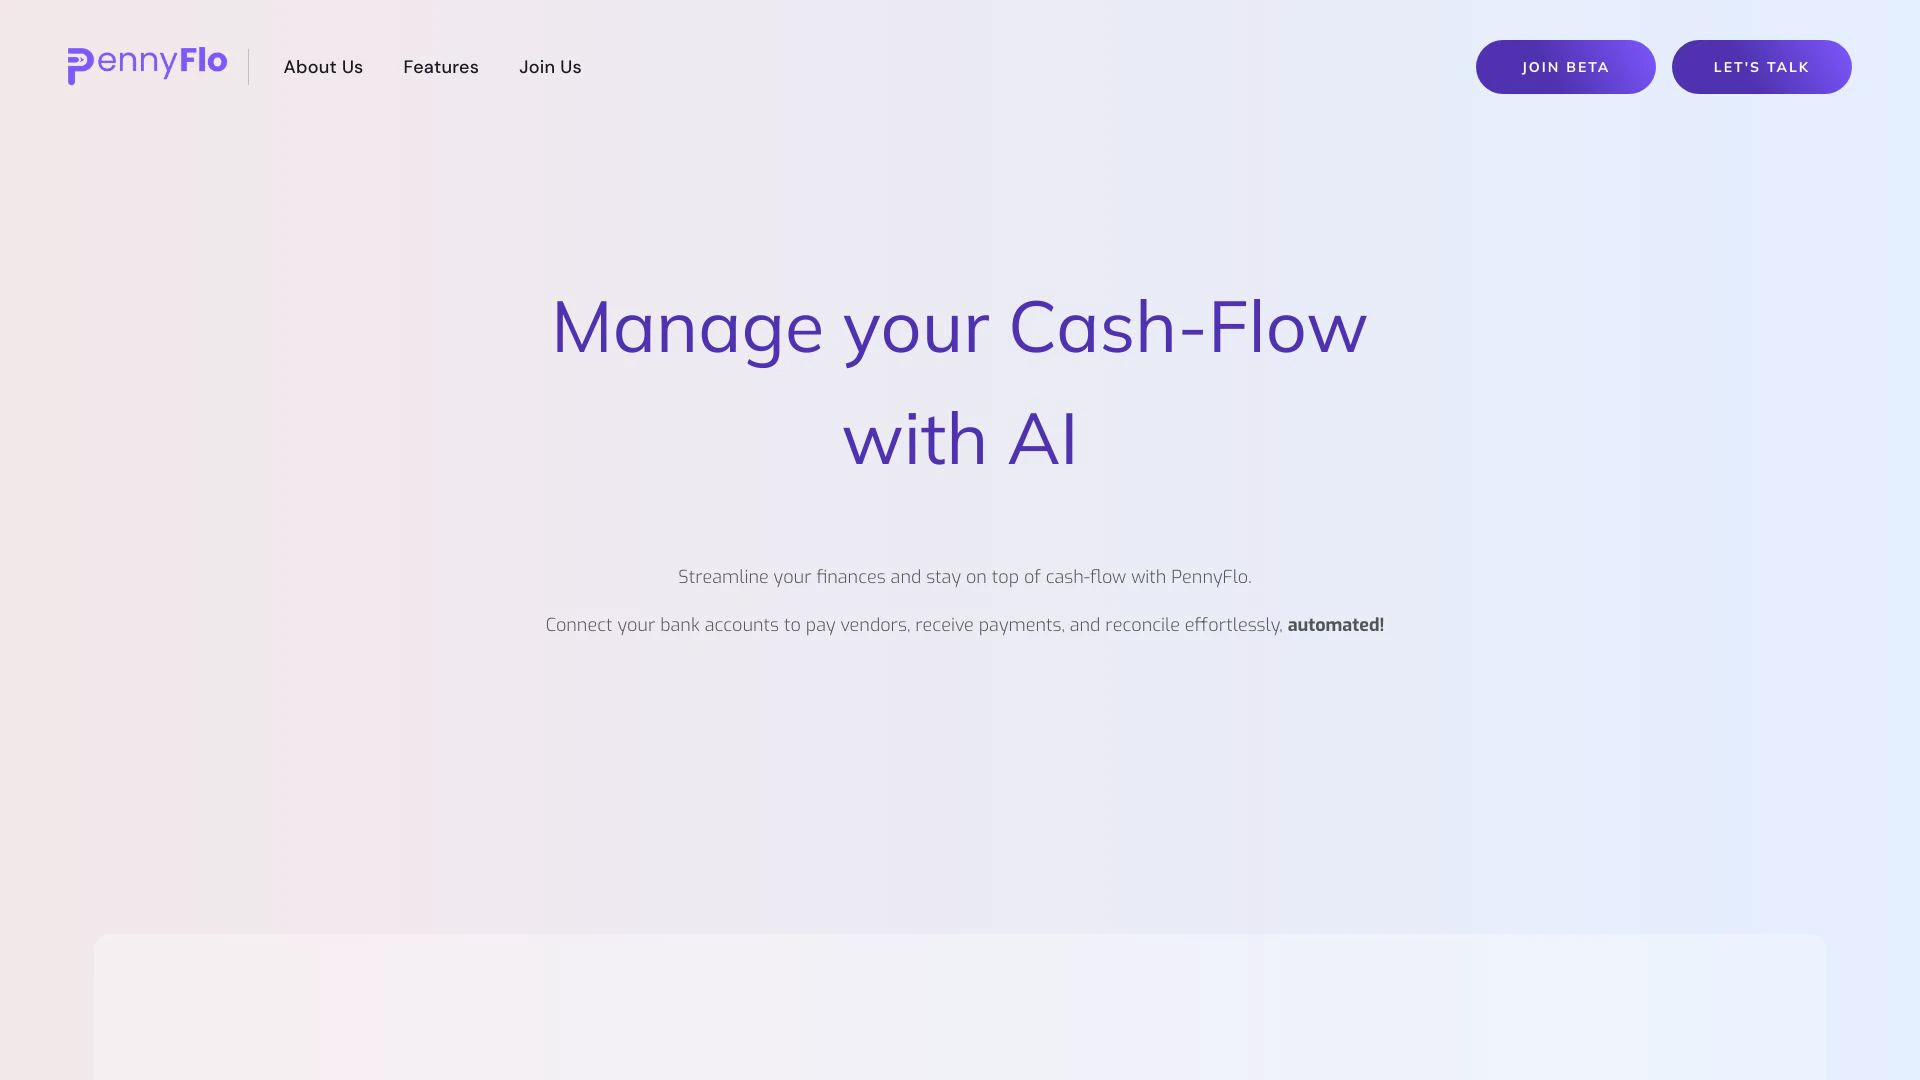 PennyFlo
About Us
Features
Join Us
JOIN BETA
LET'S TALK
Manage your Cash-Flow
with AI
Streamline your finances and stay on top of cash-flow with PennyFlo.
Connect your bank accounts to pay vendors, receive payments, and reconcile effortlessly, automated!